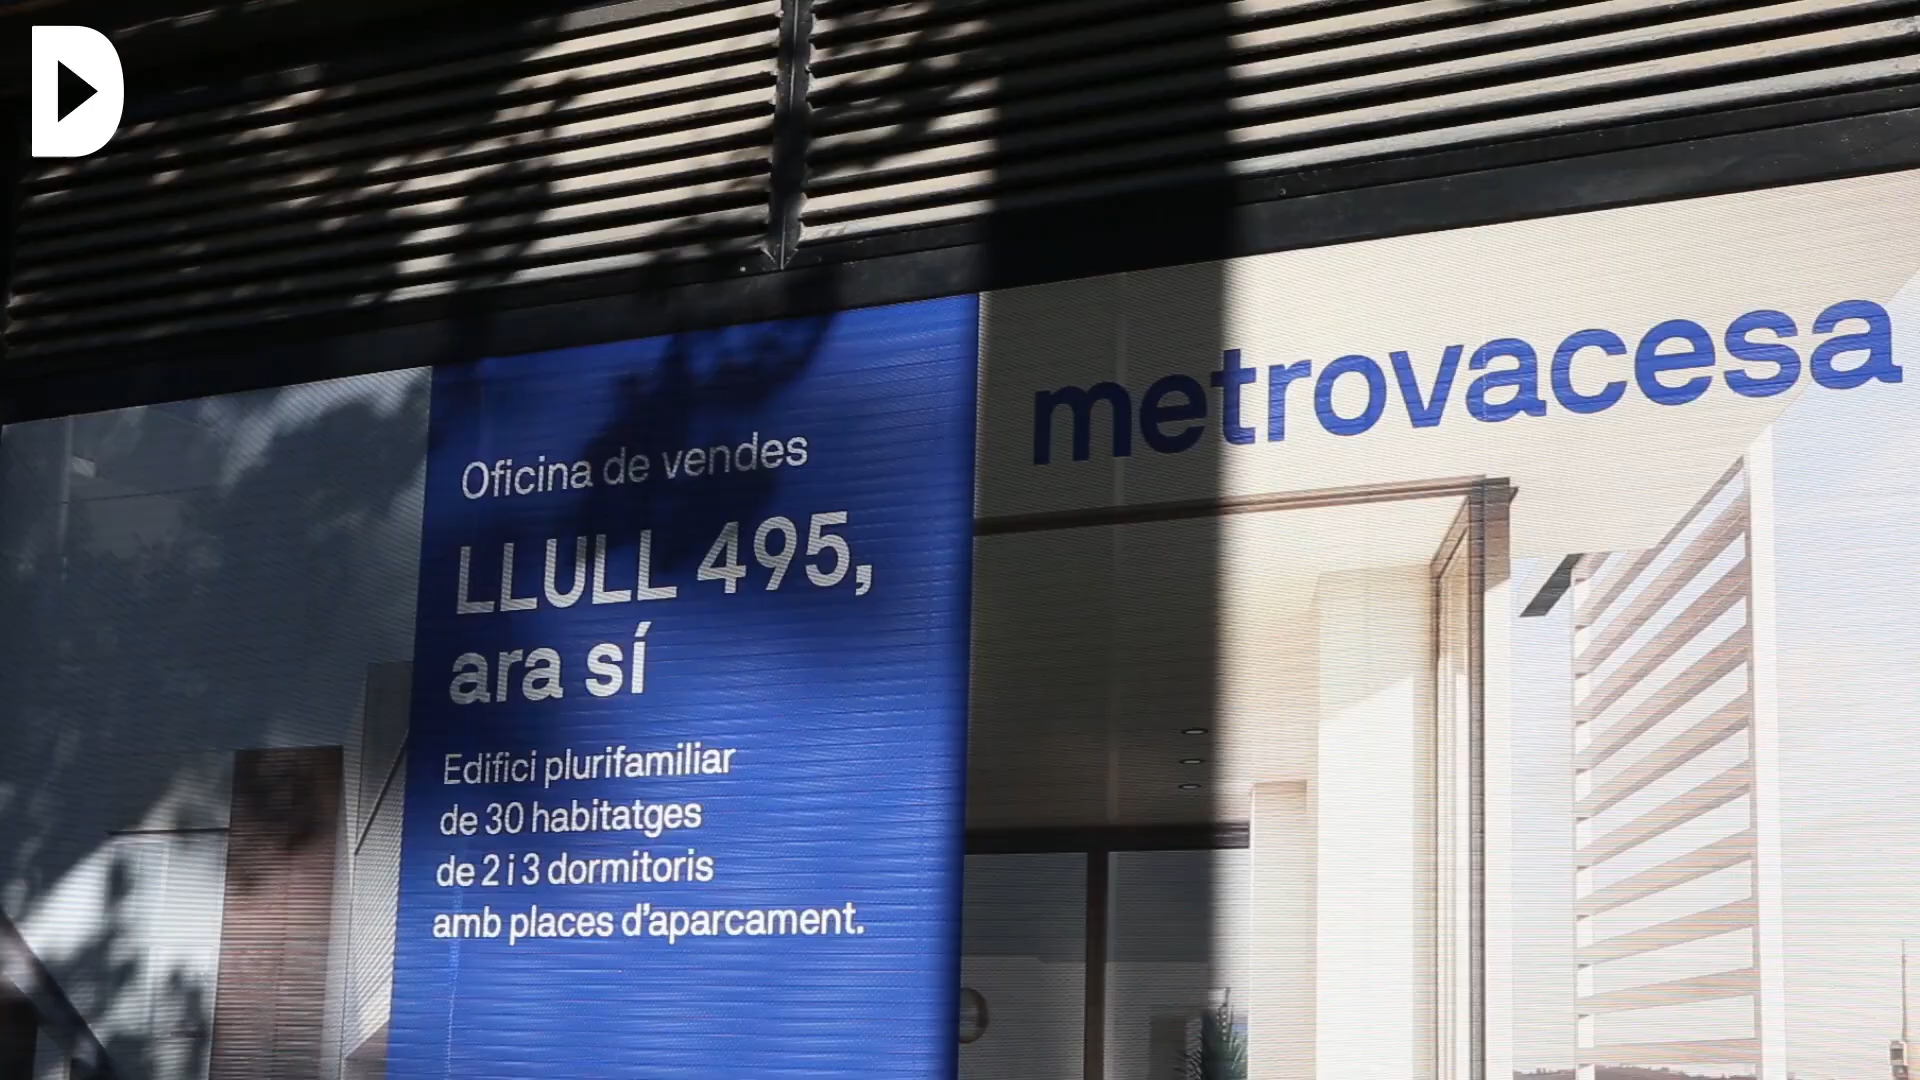 Oficina de vendes
LLULL 495,
ara sí
Edifici plurifamiliar
de 30 habitatges
de 2 i 3 dormitoris
amb places d'aparcament.
metrovacesa